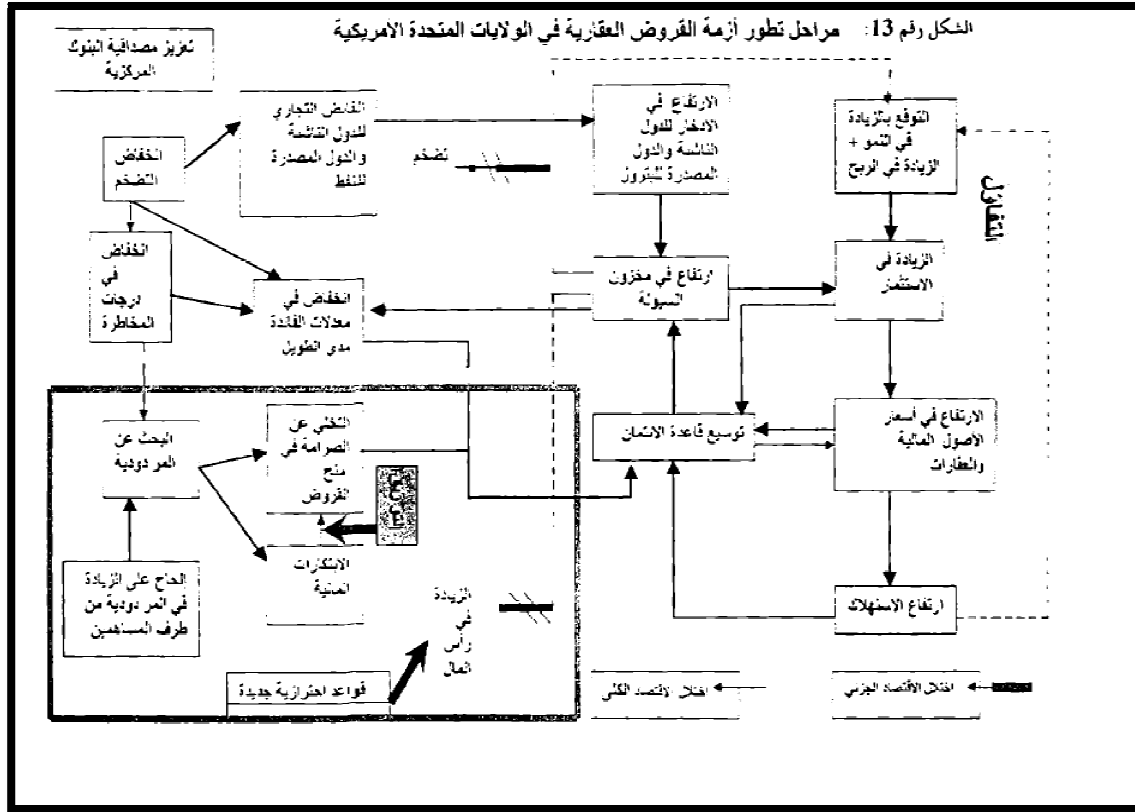 الشكل رقم 13: مراحل تطور أزمة القروض العقارية في الولايات المتحدة الأمريكية
تعزيز مصداقية البنوك
المركزية
التوقع بالزيادة
في النمو +
الزيادة في الربح
الارتفاع في
الادخار للدول
الناشئة والدول
المصدرة للبترول
الفائض التجاري
للدول الناشئة
والدول المصدرة
للنفط
تضخم
انخفاض
التضخم
التفاؤل
الزيادة في
الاستثمار
ارتفاع في مخزون
السيولة
انخفاض في
معدلات الفائدة
مدى الطويل
انخفاض
في
درجات
المخاطرة
الارتفاع في أسعار
الأصول المالية
والعقارات
توسيع قاعدة الائتمان
التخلي عن
الصرامة في
منح
القروض
البحث عن
المردودية
الابتكارات
المالية
الحاح على الزيادة
في المردودية من
طرف المساهمين
الزيادة
في
رأس
المال
ارتفاع الاستهلاك
قواعد احترازية جديدة
اختلال الاقتصاد الجزئي
اختلال الاقتصاد الكلي